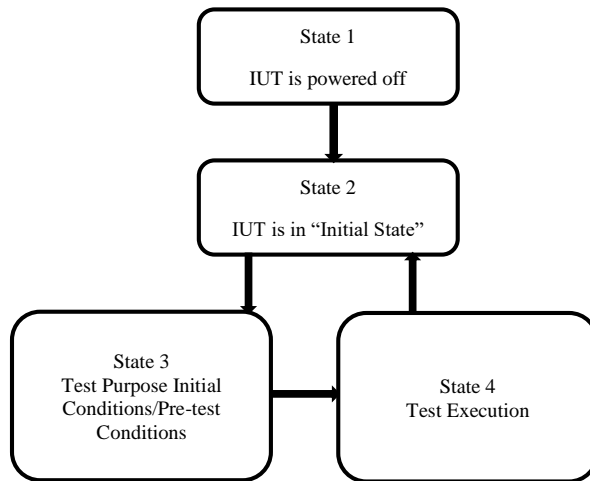 State 1
IUT is powered off
State 2
IUT is in “Initial State”
State 3
Test Purpose Initial
Conditions/Pre-test
Conditions
State 4
Test Execution